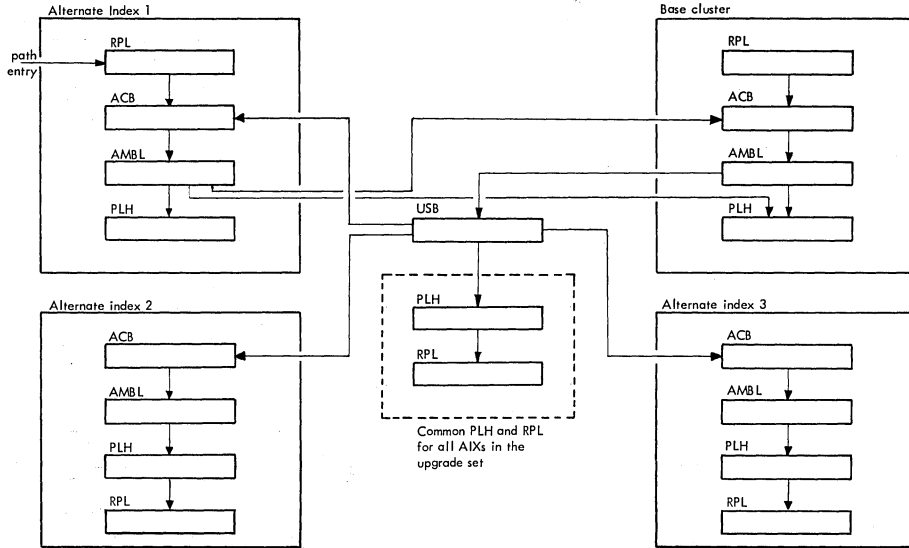 Alternate Index 1
path
entry
RPL
ACB
AMBL
PLH
Base cluster
RPL
ACB
AMBL
PLH
USB
PLH
RPL
Common PLH and RPL
for all AIXs in the
upgrade set
Alternate index 2
ACB
AMBL
PLH
RPL
Alternate index 3
ACB
AMBL
PLH
RPL